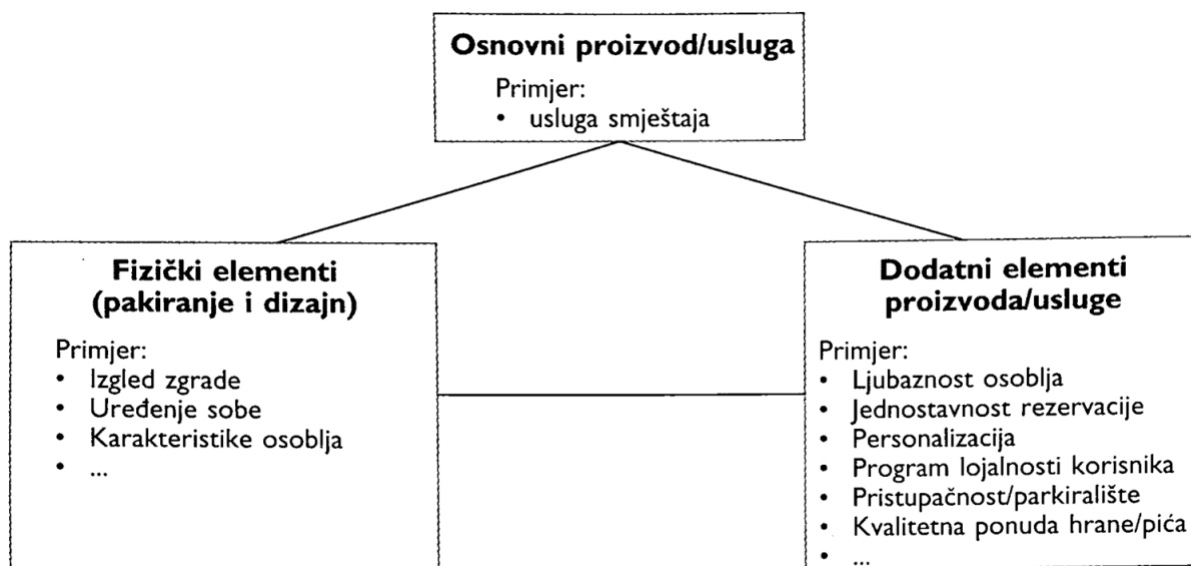 Osnovni proizvod/usluga
Primjer:
• usluga smještaja
Fizički elementi
(pakiranje i dizajn)
Primjer:
• Izgled zgrade
• Uređenje sobe
• Karakteristike osoblja
• ...
Dodatni elementi
proizvoda/usluge
Primjer:
• Ljubaznost osoblja
• Jednostavnost rezervacije
• Personalizacija
• Program lojalnosti korisnika
• Pristupačnost/parkiralište
• Kvalitetna ponuda hrane/pića
• ...